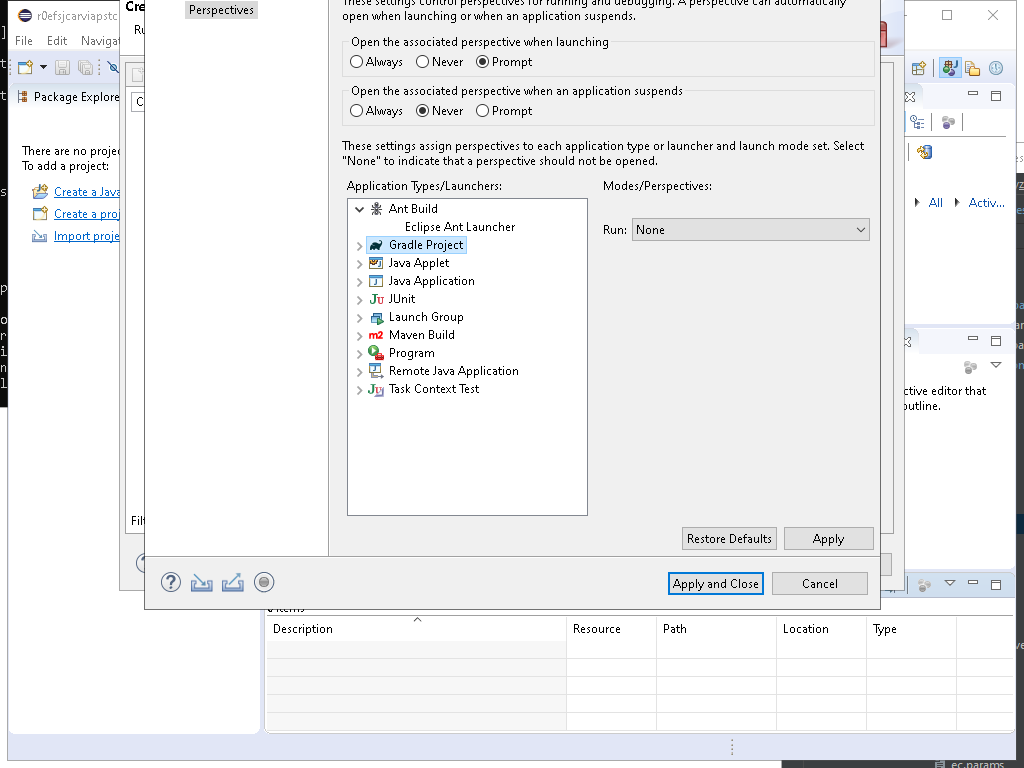 These settings control perspectives for running and debugging. A perspective can automatically
open when launching or when an application suspends.
Perspectives
r0efsjcarviapstc
Cre
Ru
File Edit Naviga
Open the associated perspective when launching
Always Never Prompt
Open the associated perspective when an application suspends
Always Never Prompt
Package Explore
These settings assign perspectives to each application type or launcher and launch mode set. Select
"None" to indicate that a perspective should not be opened.
There are no projec
To add a project:
Create a Java
Create a proj
Import proje
Application Types/Launchers:
Modes/Perspectives:
Ant Build
Eclipse Ant Launcher
Gradle Project
Java Applet
Java Application
JUnit
Launch Group
Maven Build
Program
Remote Java Application
Task Context Test
Run: None
All Activ...
ctive editor that
outline.
Filt
Restore Defaults Apply
Apply and Close Cancel
items
Description Resource Path Location Type
ec.params